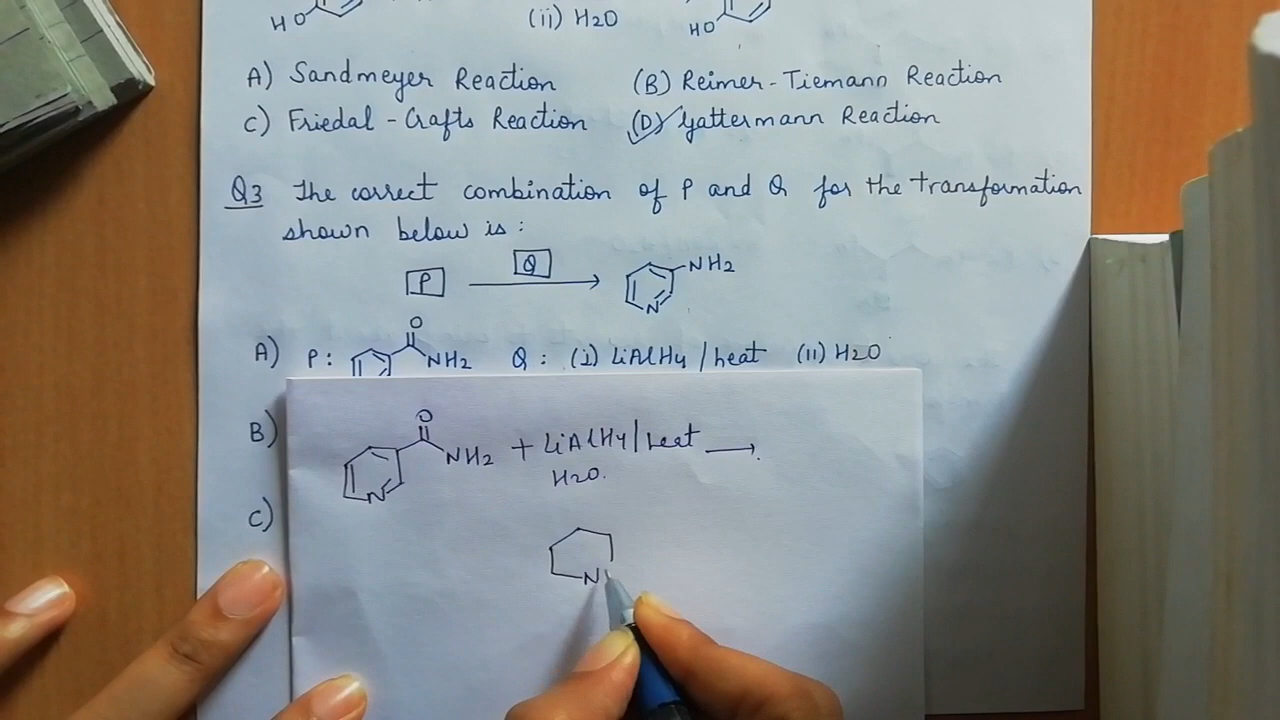 HO (ii) H2O HO
A) Sandmeyer Reaction (B) Reimer-Tiemann Reaction
C) Friedal-Crafts Reaction (D) Gattermann Reaction
Q3 The correct combination of P and Q for the transformation
shown below is:
P Q NH2
N
O
A) P: NH2 Q: (i) LiAlH4/heat (ii) H2O
O
B) NH2 + LiAlH4/heat
N H2O.
C)
N